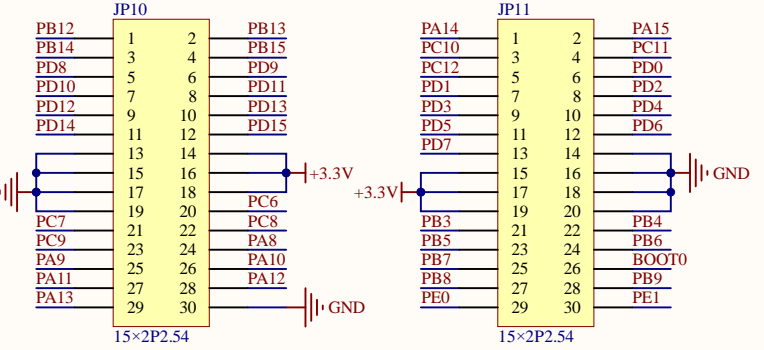 JP10 JP11
PB12 1 2 PB13 PA14 1 2 PA15
PB14 3 4 PB15 PC10 3 4 PC11
PD8 5 6 PD9 PC12 5 6 PD0
PD10 7 8 PD11 PD1 7 8 PD2
PD12 9 10 PD13 PD3 9 10 PD4
PD14 11 12 PD15 PD5 11 12 PD6
13 14 PD7 13 14
15 16 +3.3V 15 16 GND
17 18 +3.3V 17 18
19 20 PC6 19 20
PC7 21 22 PC8 PB3 21 22 PB4
PC9 23 24 PA8 PB5 23 24 PB6
PA9 25 26 PA10 PB7 25 26 BOOT0
PA11 27 28 PA12 PB8 27 28 PB9
PA13 29 30 GND PE0 29 30 PE1
15×2P2.54 15×2P2.54